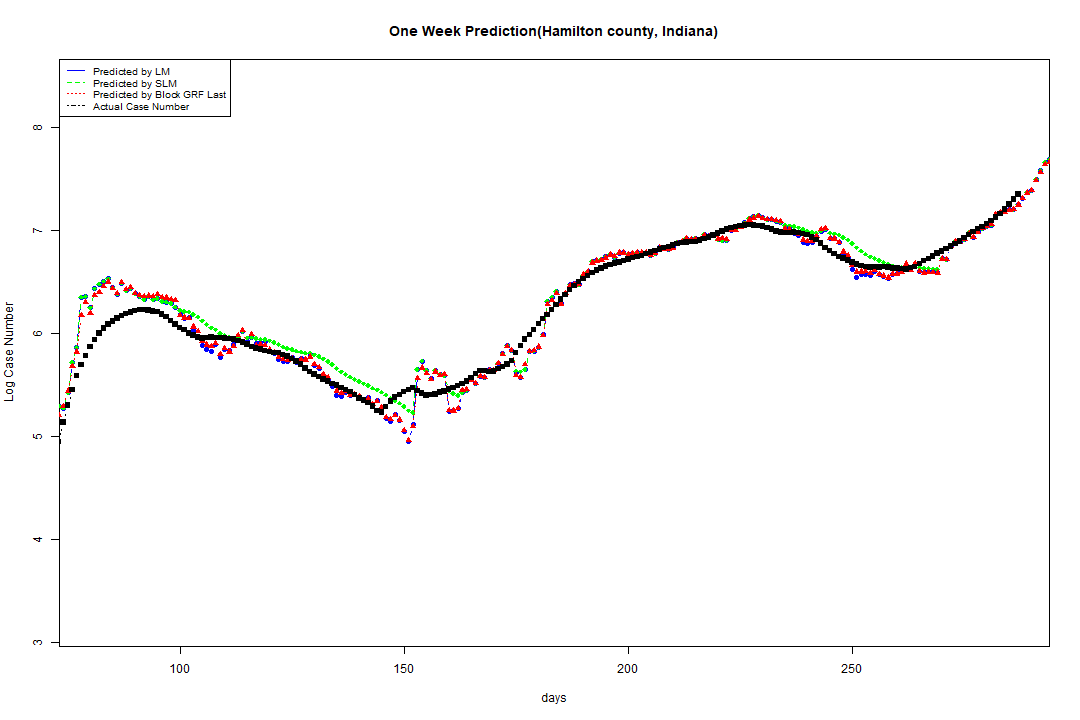 One Week Prediction(Hamilton county, Indiana)
Predicted by LM
Predicted by SLM
Predicted by Block GRF Last
Actual Case Number
Log Case Number
8
7
6
5
4
3
100
150
200
250
days